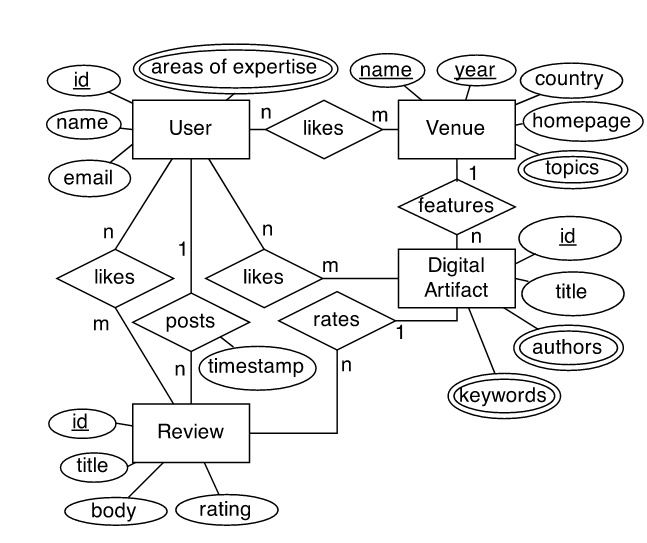 areas of expertise
id
name
year
country
name
User
n
likes
m
Venue
homepage
email
topics
1
features
n
n
1
n
id
likes
likes
m
Digital
Artifact
title
m
posts
rates
1
authors
n
timestamp
n
keywords
id
Review
title
body
rating